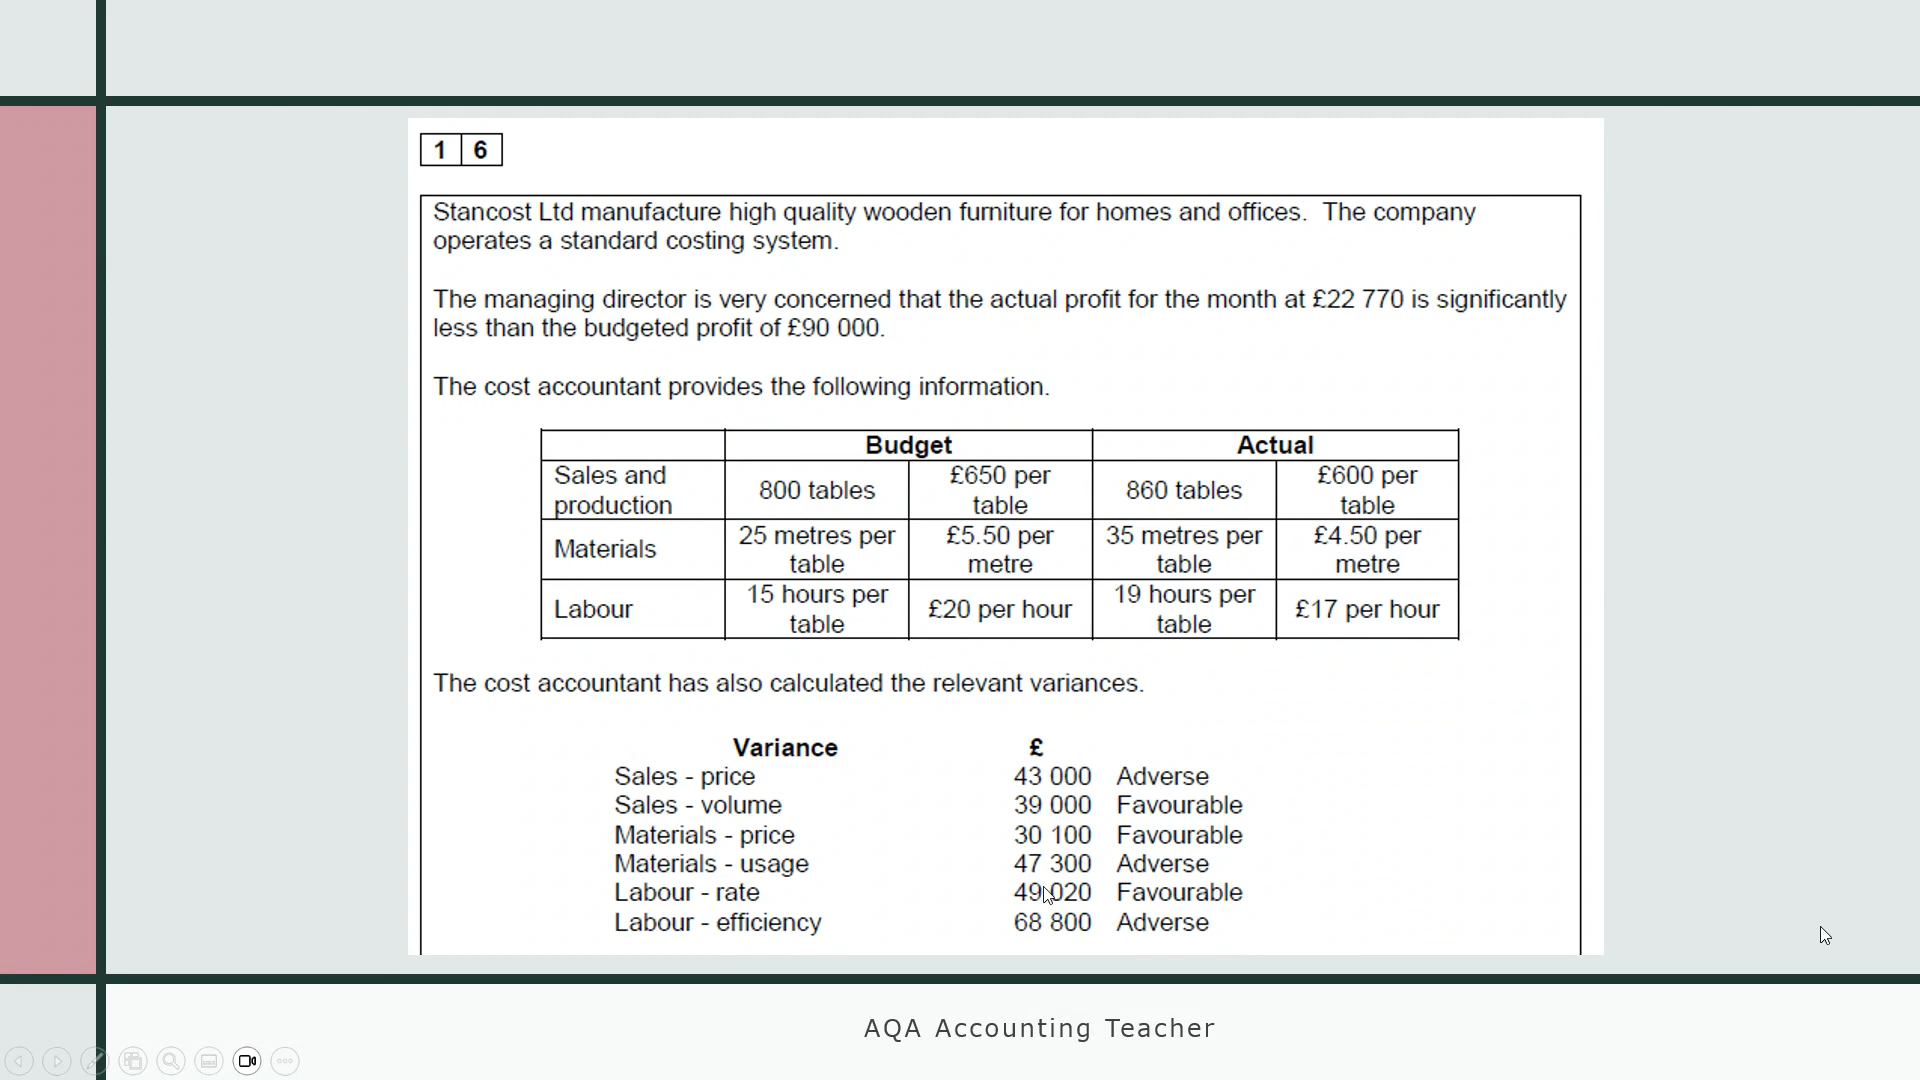 1 6
Stancost Ltd manufacture high quality wooden furniture for homes and offices. The company
operates a standard costing system.
The managing director is very concerned that the actual profit for the month at £22 770 is significantly
less than the budgeted profit of £90 000.
The cost accountant provides the following information.
Budget Actual
Sales and production 800 tables £650 per table 860 tables £600 per table
Materials 25 metres per table £5.50 per metre 35 metres per table £4.50 per metre
Labour 15 hours per table £20 per hour 19 hours per table £17 per hour
The cost accountant has also calculated the relevant variances.
Variance £
Sales - price 43 000 Adverse
Sales - volume 39 000 Favourable
Materials - price 30 100 Favourable
Materials - usage 47 300 Adverse
Labour - rate 49 020 Favourable
Labour - efficiency 68 800 Adverse
AQA Accounting Teacher